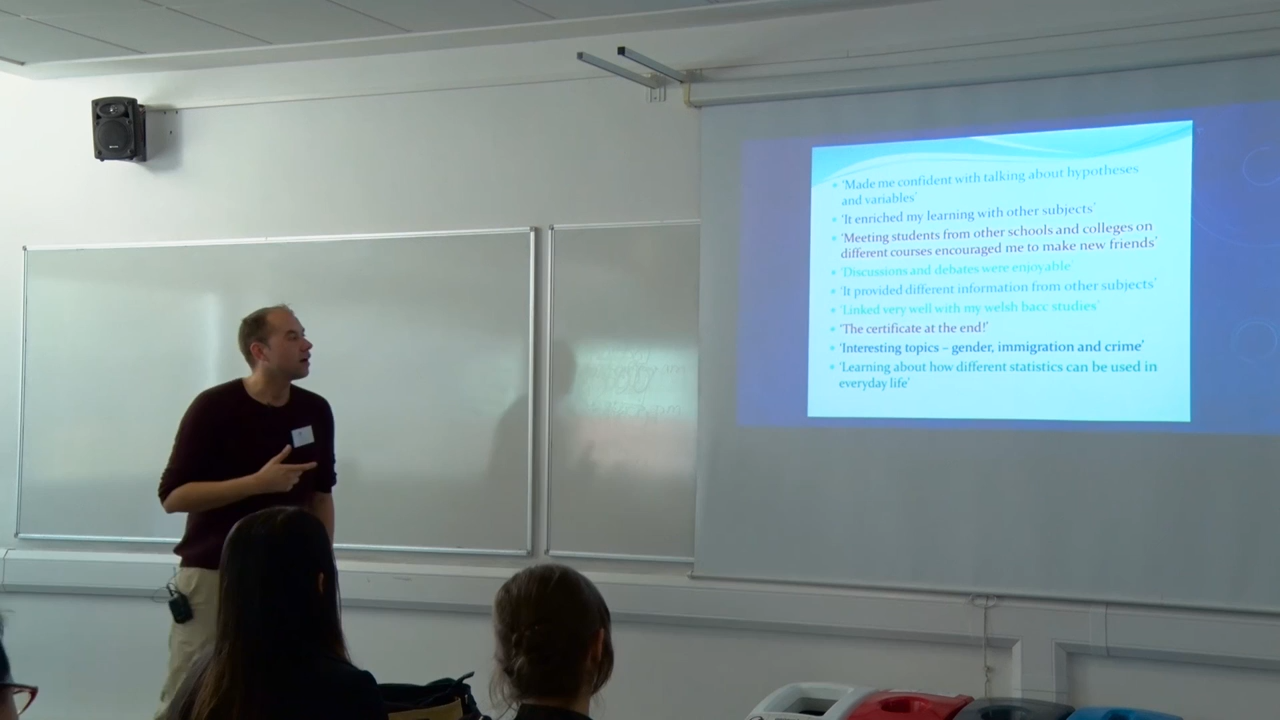 'Made me confident with talking about hypotheses
and variables'
'It enriched my learning with other subjects'
'Meeting students from other schools and colleges on
different courses encouraged me to make new friends'
'Discussions and debates were enjoyable'
'It provided different information from other subjects'
'Linked very well with my welsh bacc studies'
'The certificate at the end!'
'Interesting topics – gender, immigration and crime'
'Learning about how different statistics can be used in
everyday life'